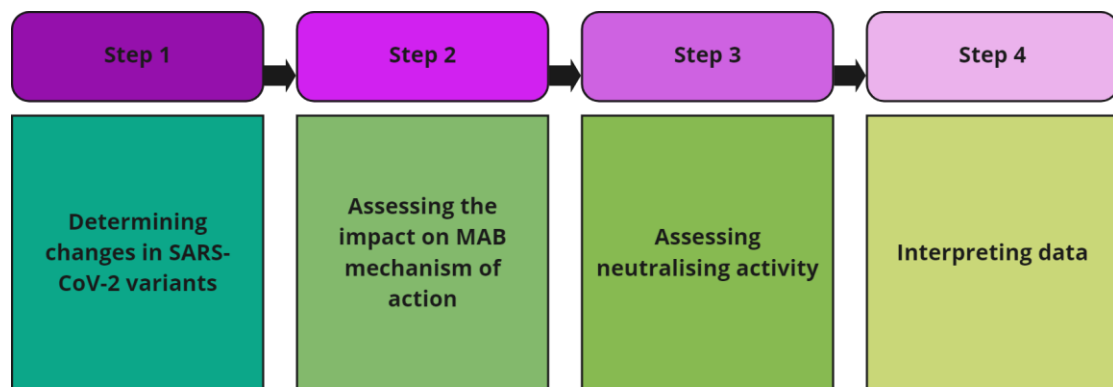 Step 1
Step 2
Step 3
Step 4
Determining
changes in SARS-
CoV-2 variants
Assessing the
impact on MAB
mechanism of
action
Assessing
neutralising activity
Interpreting data